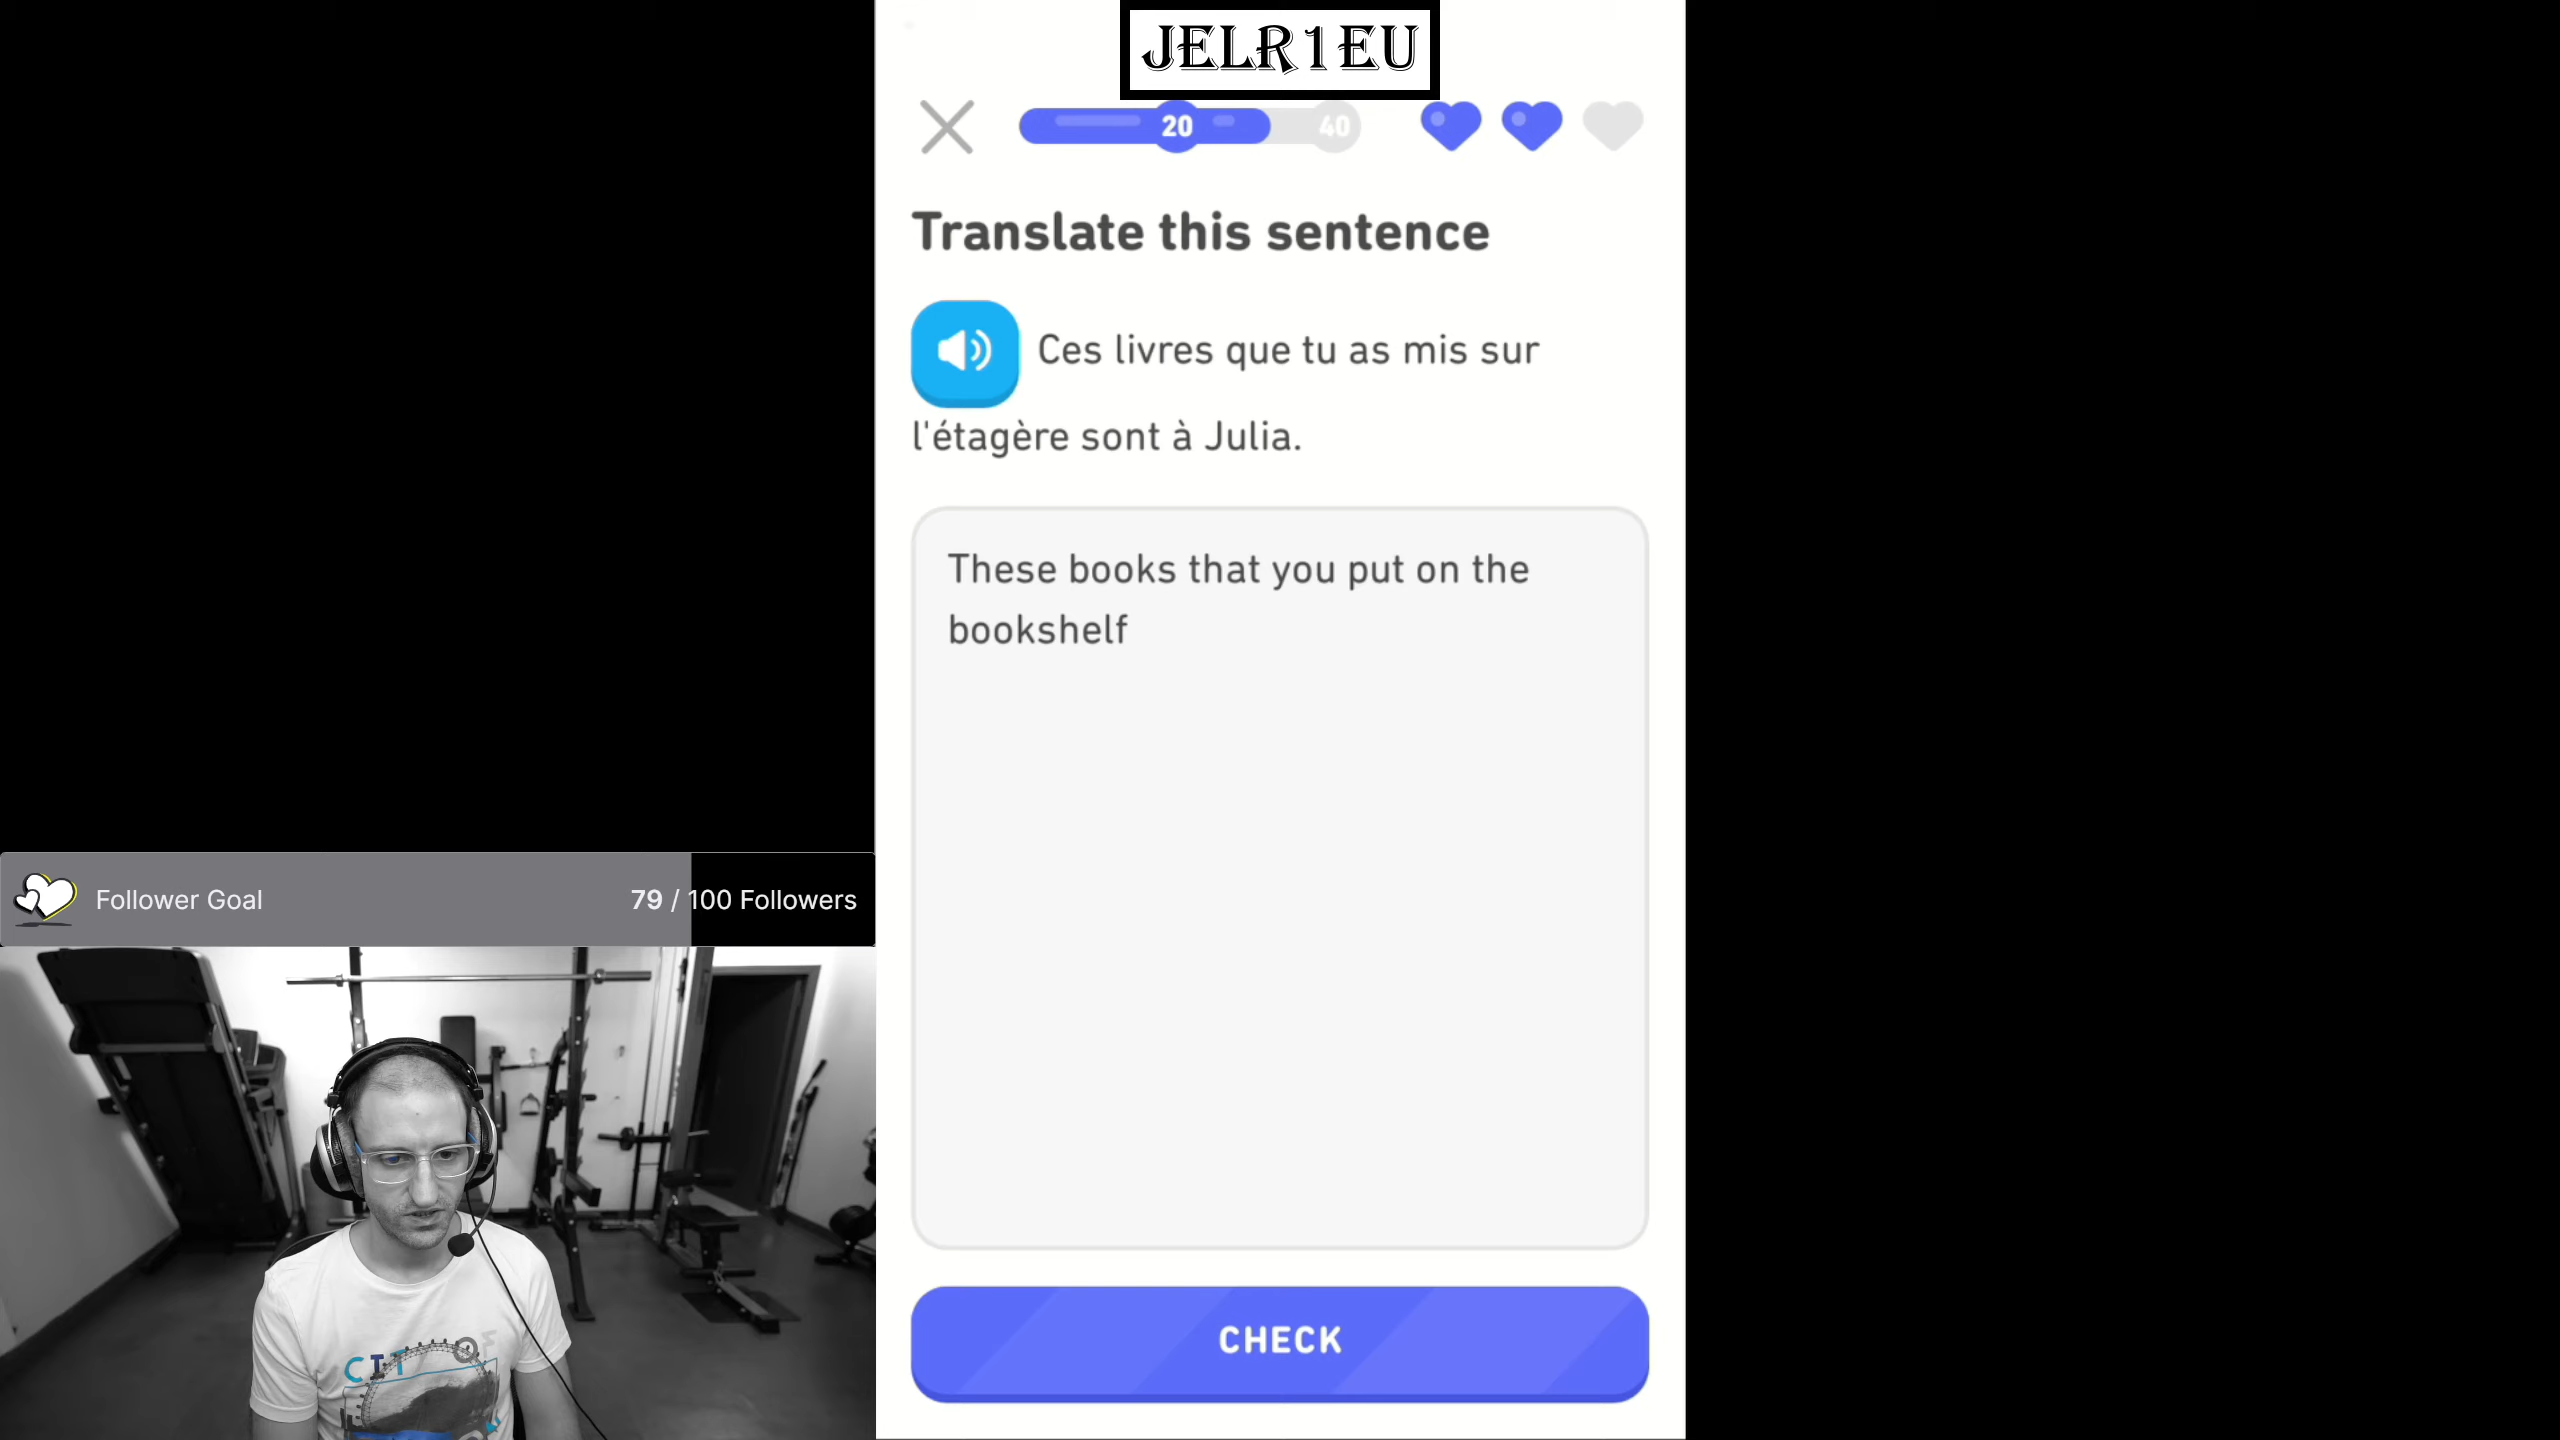 JELR1EU
20
40
Translate this sentence
Ces livres que tu as mis sur
l'étagère sont à Julia.
These books that you put on the
bookshelf
CHECK
Follower Goal
79 / 100 Followers
CIT